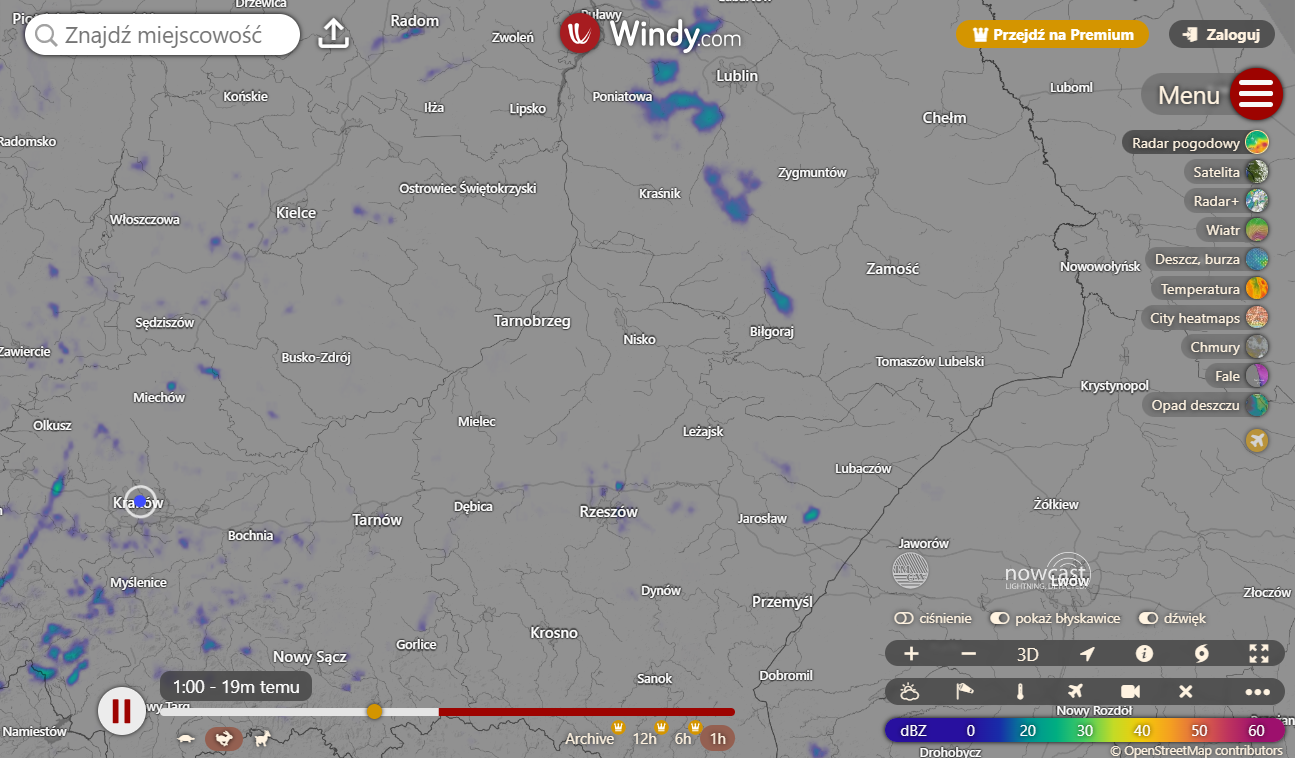 Drzewica
Lubartów
Puławy
Radom
Znajdź miejscowość
Zwoleń
Windy.com
Przejdź na Premium
Zaloguj
Lublin
Luboml
Końskie
Iłża
Lipsko
Poniatowa
Menu
Chełm
Radomsko
Radar pogodowy
Zygmuntów
Satelita
Ostrowiec Świętokrzyski
Kraśnik
Radar+
Włoszczowa
Kielce
Wiatr
Zamość
Nowowołyńsk
Deszcz, burza
Temperatura
Sędziszów
Tarnobrzeg
Nisko
Biłgoraj
City heatmaps
Zawiercie
Busko-Zdrój
Tomaszów Lubelski
Chmury
Krystynopol
Fale
Miechów
Opad deszczu
Olkusz
Mielec
Leżajsk
Lubaczów
Kraków
Dębica
Rzeszów
Tarnów
Jarosław
Żółkiew
Bochnia
Jaworów
nowcast
LIGHTNING, DETECTED.
Lwów
Myślenice
Dynów
Przemyśl
Złoczów
ciśnienie
pokaż błyskawice
dźwięk
Krosno
Gorlice
Nowy Sącz
3D
Sanok
Dobromil
1:00 - 19m temu
Nowy Rozdół
Namiestów
Archive
12h
6h
1h
dBZ 0 20 30 40 50 60
Drohobycz
© OpenStreetMap contributors